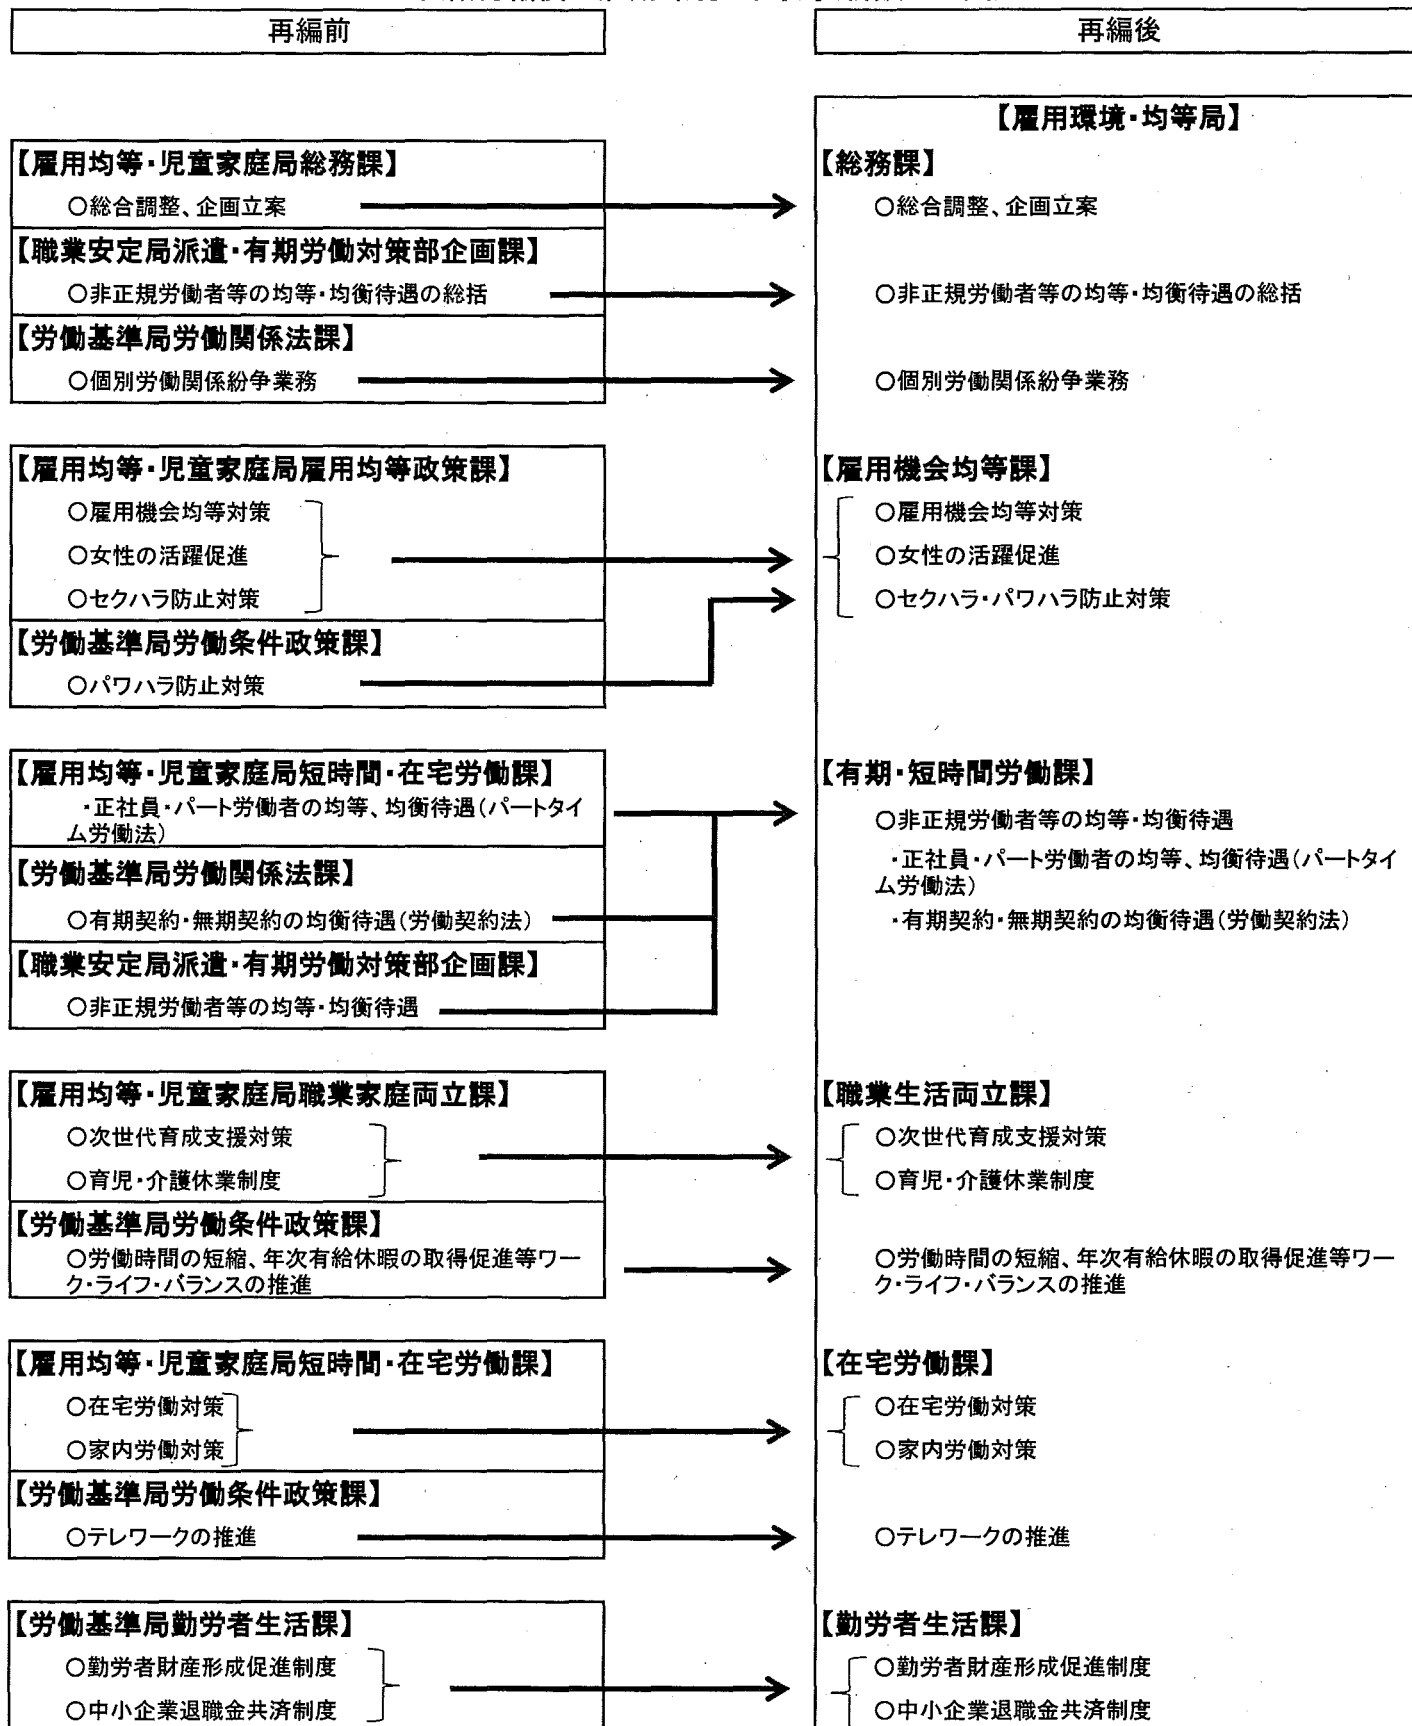 再編前
再編後
【雇用環境・均等局】
【雇用均等・児童家庭局総務課】
【総務課】
○総合調整、企画立案
○総合調整、企画立案
【職業安定局派遣・有期労働対策部企画課】
○非正規労働者等の均等・均衡待遇の総括
○非正規労働者等の均等・均衡待遇の総括
【労働基準局労働関係法課】
○個別労働関係紛争業務
○個別労働関係紛争業務
【雇用均等・児童家庭局雇用均等政策課】
【雇用機会均等課】
○雇用機会均等対策
○雇用機会均等対策
○女性の活躍促進
○女性の活躍促進
○セクハラ防止対策
○セクハラ・パワハラ防止対策
【労働基準局労働条件政策課】
○パワハラ防止対策
【雇用均等・児童家庭局短時間・在宅労働課】
・正社員・パート労働者の均等、均衡待遇(パートタイ
ム労働法)
【労働基準局労働関係法課】
○有期契約・無期契約の均衡待遇(労働契約法)
【職業安定局派遣・有期労働対策部企画課】
○非正規労働者等の均等・均衡待遇
【有期・短時間労働課】
○非正規労働者等の均等・均衡待遇
・正社員・パート労働者の均等、均衡待遇(パートタイ
ム労働法)
・有期契約・無期契約の均衡待遇(労働契約法)
【雇用均等・児童家庭局職業家庭両立課】
【職業生活両立課】
○次世代育成支援対策
○次世代育成支援対策
○育児・介護休業制度
○育児・介護休業制度
【労働基準局労働条件政策課】
○労働時間の短縮、年次有給休暇の取得促進等ワー
ク・ライフ・バランスの推進
○労働時間の短縮、年次有給休暇の取得促進等ワー
ク・ライフ・バランスの推進
【雇用均等・児童家庭局短時間・在宅労働課】
【在宅労働課】
○在宅労働対策
○在宅労働対策
○家内労働対策
○家内労働対策
【労働基準局労働条件政策課】
○テレワークの推進
○テレワークの推進
【労働基準局勤労者生活課】
【勤労者生活課】
○勤労者財産形成促進制度
○勤労者財産形成促進制度
○中小企業退職金共済制度
○中小企業退職金共済制度